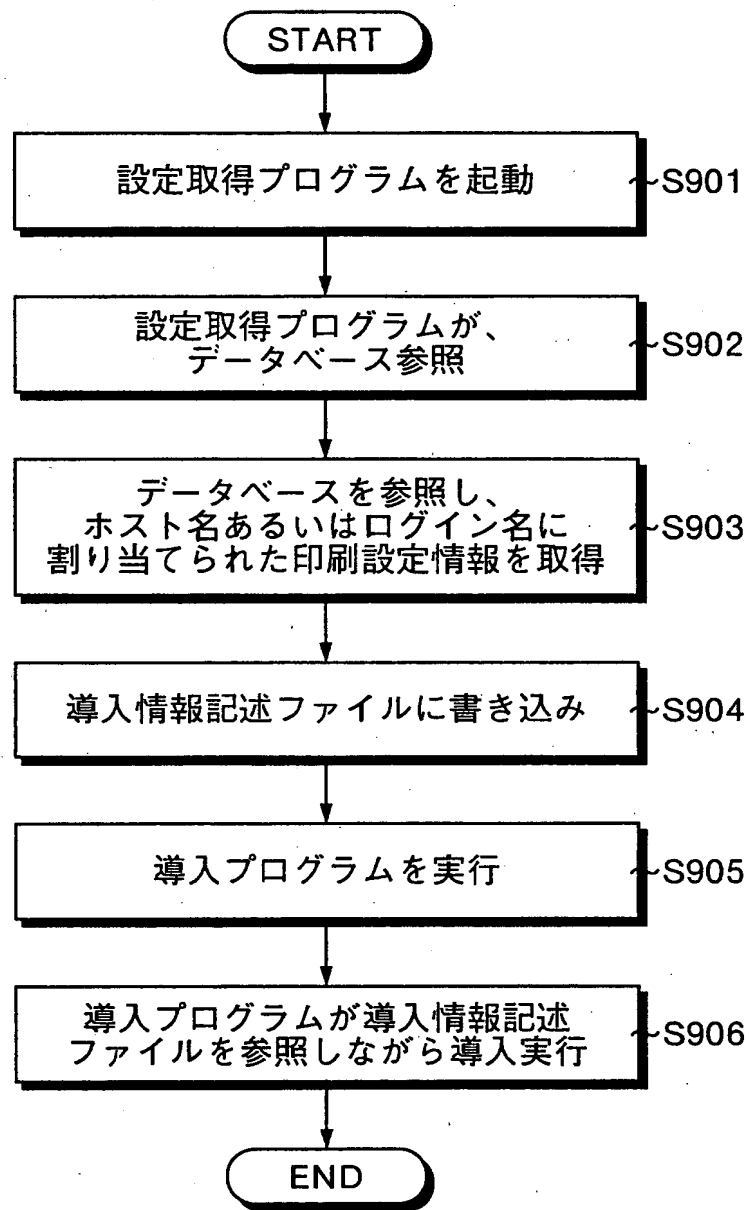 START
設定取得プログラムを起動
S901
設定取得プログラムが、
データベース参照
S902
データベースを参照し、
ホスト名あるいはログイン名に
割り当てられた印刷設定情報を取得
S903
導入情報記述ファイルに書き込み
S904
導入プログラムを実行
S905
導入プログラムが導入情報記述
ファイルを参照しながら導入実行
S906
END